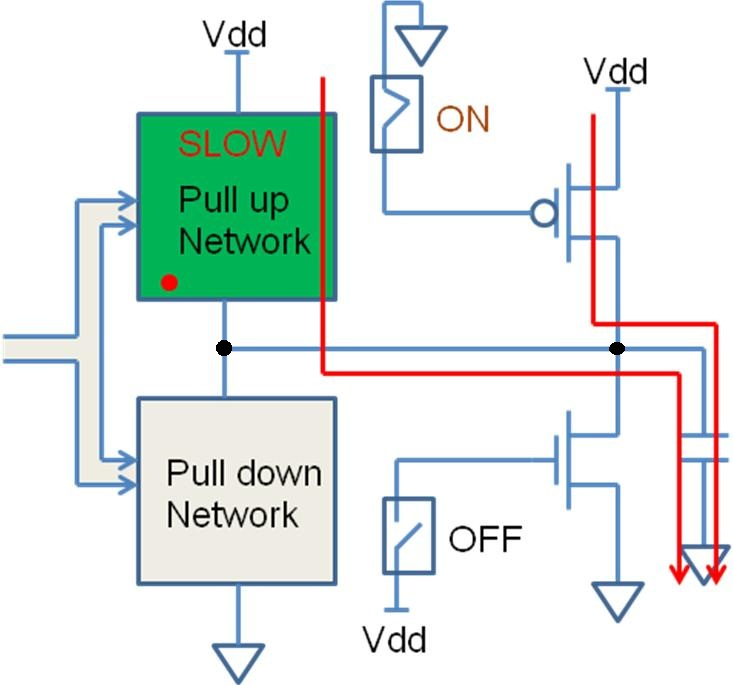 Vdd
Vdd
SLOW
ON
Pull up
Network
Pull down
Network
OFF
Vdd